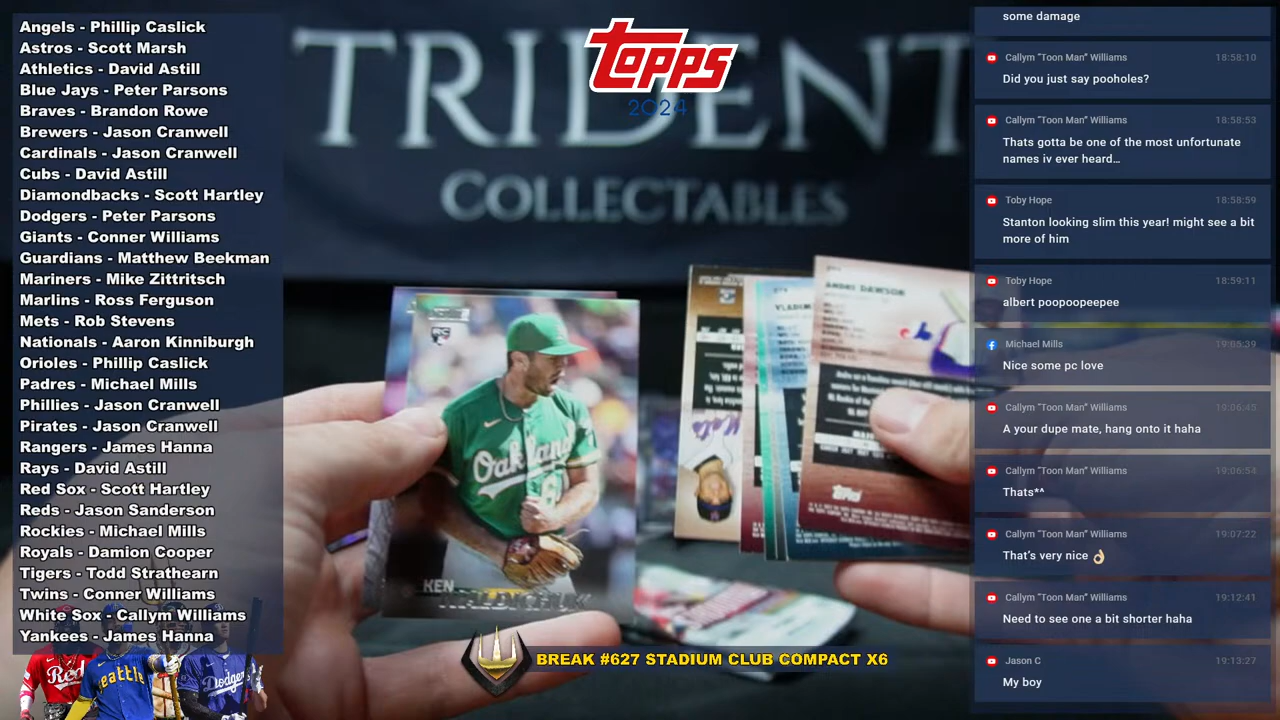 Angels - Phillip Caslick
Astros - Scott Marsh
Athletics - David Astill
Blue Jays - Peter Parsons
Braves - Brandon Rowe
Brewers - Jason Cranwell
Cardinals - Jason Cranwell
Cubs - David Astill
Diamondbacks - Scott Hartley
Dodgers - Peter Parsons
Giants - Conner Williams
Guardians - Matthew Beekman
Mariners - Mike Zittritsch
Marlins - Ross Ferguson
Mets - Rob Stevens
Nationals - Aaron Kinniburgh
Orioles - Phillip Caslick
Padres - Michael Mills
Phillies - Jason Cranwell
Pirates - Jason Cranwell
Rangers - James Hanna
Rays - David Astill
Red Sox - Scott Hartley
Reds - Jason Sanderson
Rockies - Michael Mills
Royals - Damion Cooper
Tigers - Todd Strathearn
Twins - Conner Williams
White Sox - Callym Williams
Yankees - James Hanna
TRIDENT
COLLECTABLES
topps
2024
RC
Oakland
KEN
ANDRE DAWSON
topps
BREAK #627 STADIUM CLUB COMPACT X6
some damage
Callym "Toon Man" Williams 18:58:10
Did you just say pooholes?
Callym "Toon Man" Williams 18:58:53
Thats gotta be one of the most unfortunate
names iv ever heard...
Toby Hope 18:58:59
Stanton looking slim this year! might see a bit
more of him
Toby Hope 18:59:11
albert poopoopeepee
Michael Mills 19:05:39
Nice some pc love
Callym "Toon Man" Williams 19:06:45
A your dupe mate, hang onto it haha
Callym "Toon Man" Williams 19:06:54
Thats*^
Callym "Toon Man" Williams 19:07:22
That's very nice 👌
Callym "Toon Man" Williams 19:12:41
Need to see one a bit shorter haha
Jason C 19:13:27
My boy